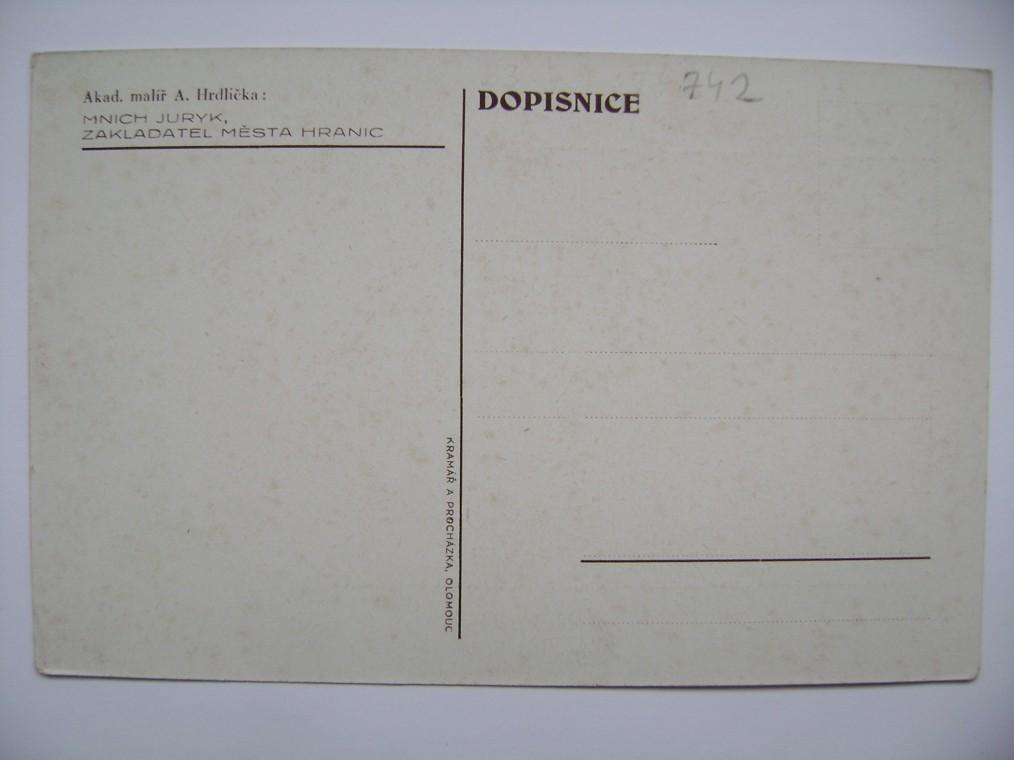 Akad. malíř A. Hrdlička:
MNICH JURYK,
ZAKLADATEL MĚSTA HRANIC
DOPISNICE
742
KRAMÁŘ A PROCHÁZKA, OLOMOUC